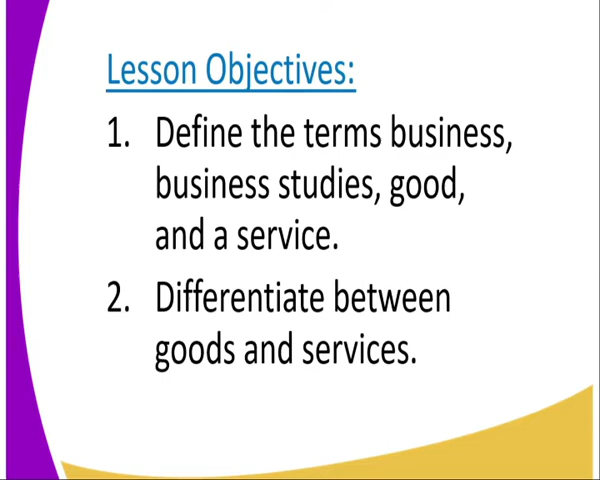 Lesson Objectives:
1. Define the terms business,
business studies, good,
and a service.
2. Differentiate between
goods and services.